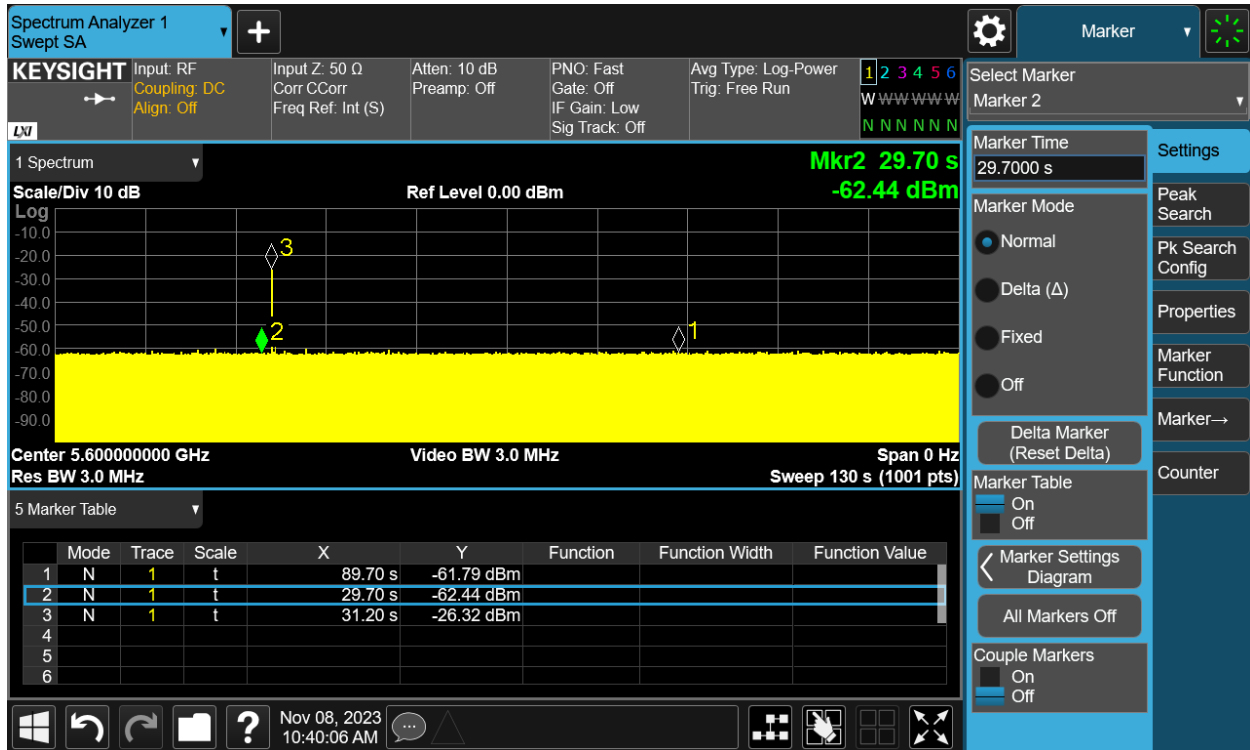 Spectrum Analyzer 1
Swept SA
+
Marker
KEYSIGHT
LXI
Input: RF
Coupling: DC
Align: Off
Input Z: 50 Ω
Corr CCorr
Freq Ref: Int (S)
Atten: 10 dB
Preamp: Off
PNO: Fast
Gate: Off
IF Gain: Low
Sig Track: Off
Avg Type: Log-Power
Trig: Free Run
1 2 3 4 5 6
W W W W W W
N N N N N N
Select Marker
Marker 2
1 Spectrum
Mkr2 29.70 s
-62.44 dBm
Scale/Div 10 dB
Ref Level 0.00 dBm
Log
-10.0
-20.0
-30.0
-40.0
-50.0
-60.0
-70.0
-80.0
-90.0
3
2
1
Center 5.600000000 GHz
Video BW 3.0 MHz
Span 0 Hz
Res BW 3.0 MHz
Sweep 130 s (1001 pts)
5 Marker Table
Mode Trace Scale X Y Function Function Width Function Value
1 N 1 t 89.70 s -61.79 dBm
2 N 1 t 29.70 s -62.44 dBm
3 N 1 t 31.20 s -26.32 dBm
4
5
6
Marker Time
29.7000 s
Marker Mode
Normal
Delta (Δ)
Fixed
Off
Delta Marker
(Reset Delta)
Marker Table
On
Off
Marker Settings
Diagram
All Markers Off
Couple Markers
On
Off
Settings
Peak
Search
Pk Search
Config
Properties
Marker
Function
Marker→
Counter
?
Nov 08, 2023
10:40:06 AM